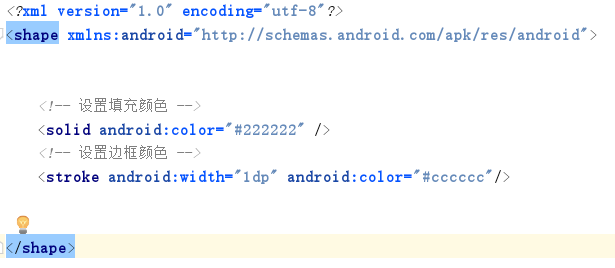 <?xml version="1.0" encoding="utf-8"?>
<shape xmlns:android="http://schemas.android.com/apk/res/android">
<!-- 设置填充颜色 -->
<solid android:color="#222222" />
<!-- 设置边框颜色 -->
<stroke android:width="1dp" android:color="#cccccc"/>
</shape>